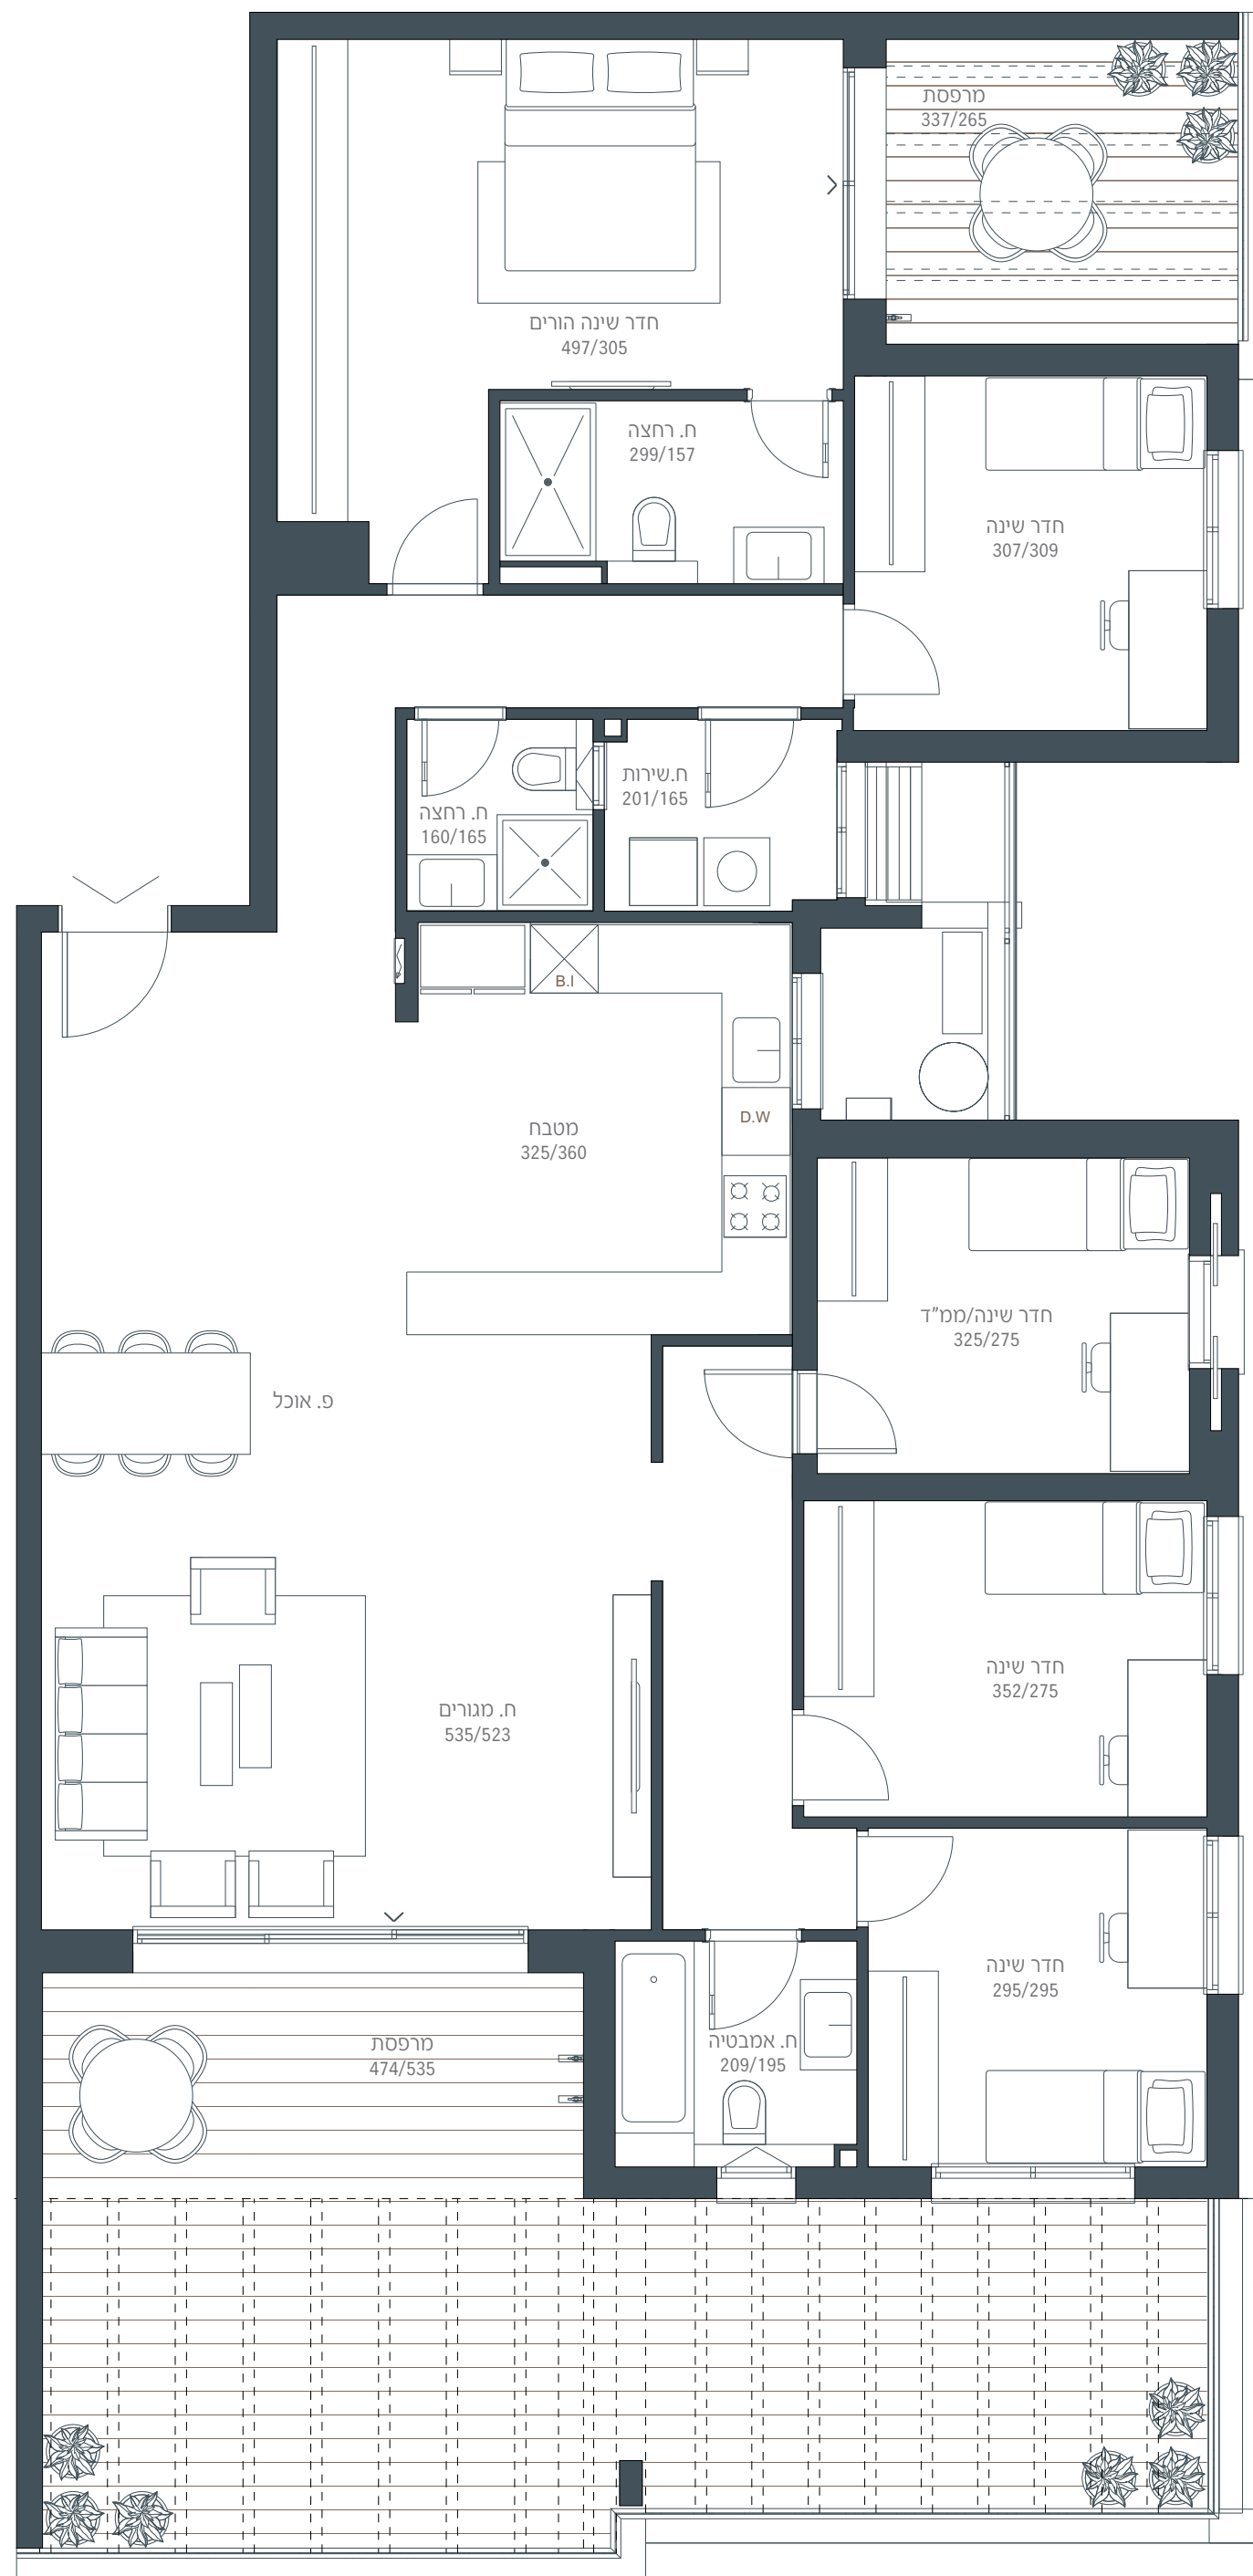 מרפסת
337/265
חדר שינה הורים
497/305
ח. רחצה
299/157
חדר שינה
307/309
ח.שירות
201/165
ח. רחצה
160/165
B.I
D.W
מטבח
325/360
חדר שינה/ממ"ד
325/275
פ. אוכל
חדר שינה
352/275
ח. מגורים
535/523
חדר שינה
295/295
ח. אמבטיה
209/195
מרפסת
474/535